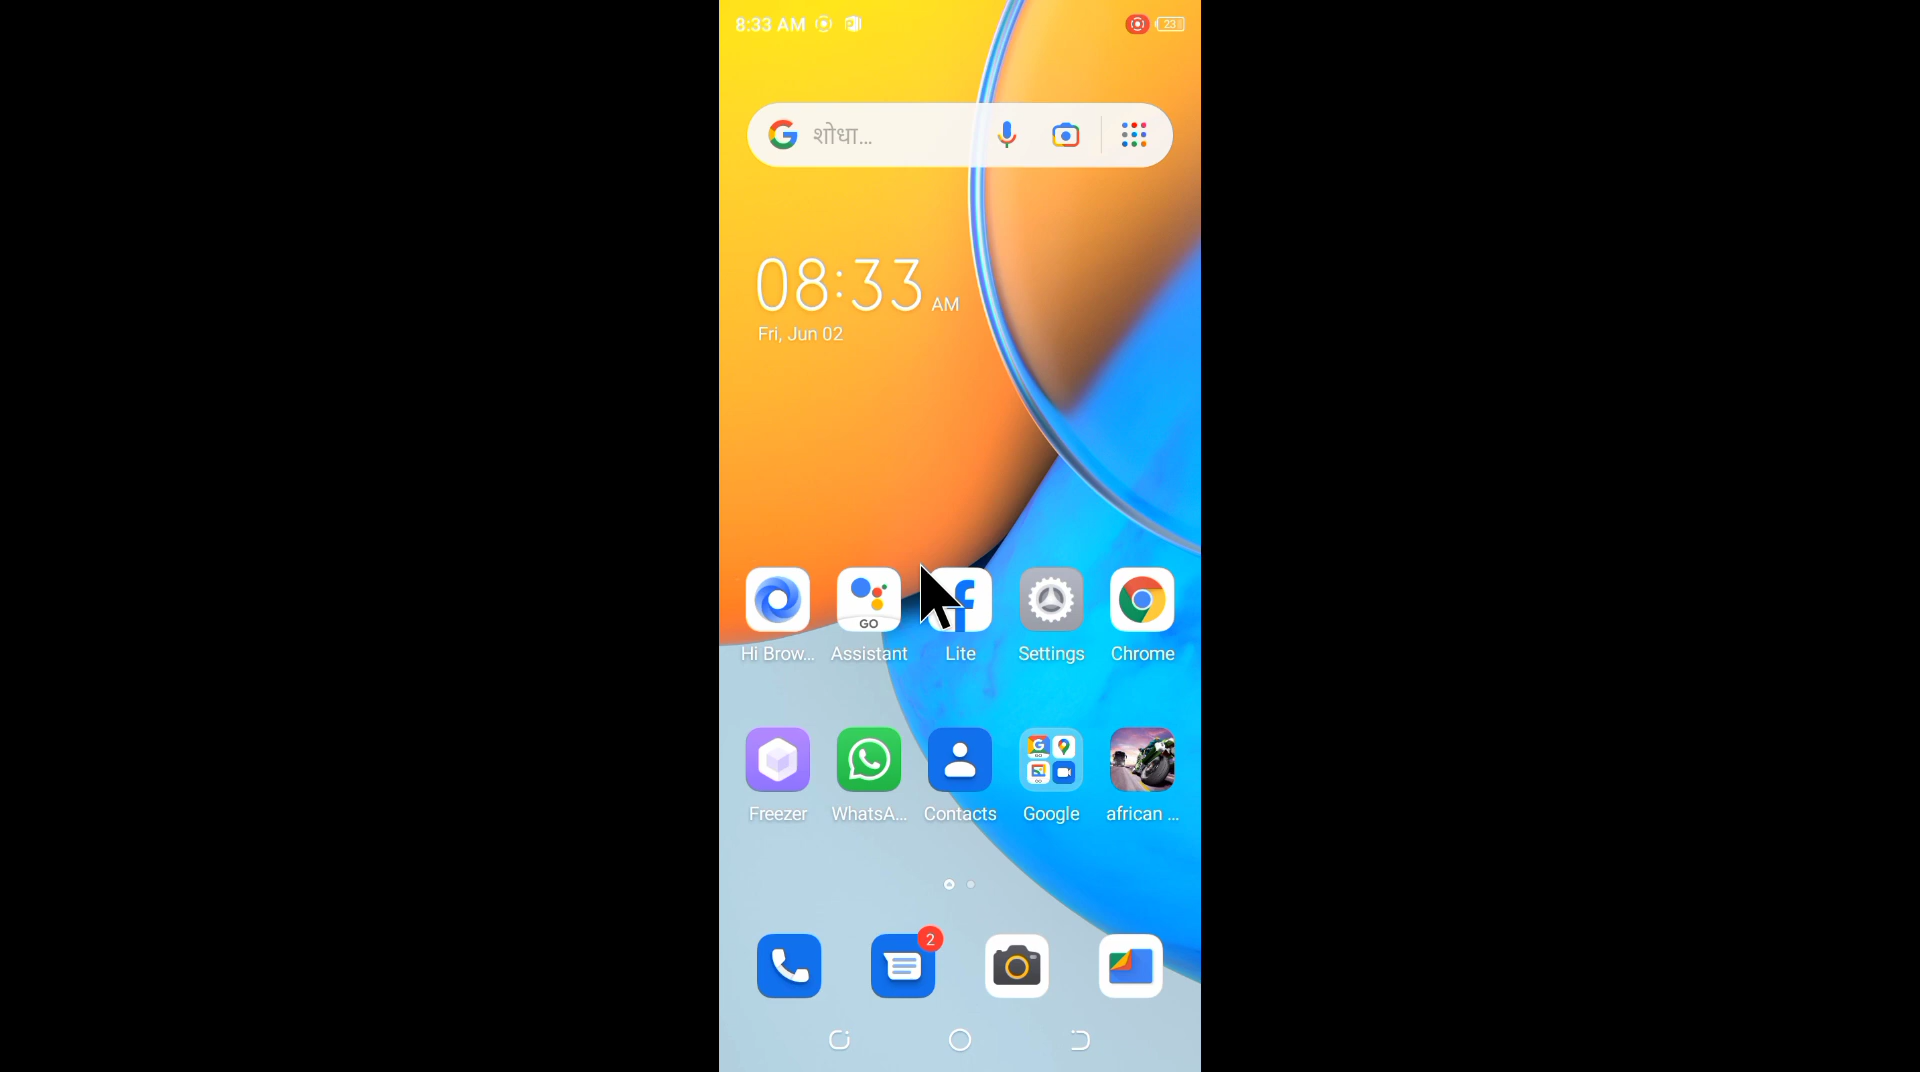 8:33 AM
23
शोधा...
08:33 AM
Fri, Jun 02
GO
Hi Brow...
Assistant
Lite
Settings
Chrome
Freezer
WhatsA...
Contacts
Google
african ...
2